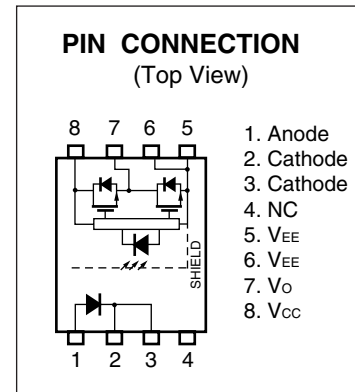 PIN CONNECTION
(Top View)
8 7 6 5
SHIELD
1 2 3 4
1. Anode
2. Cathode
3. Cathode
4. NC
5. VEE
6. VEE
7. VO
8. VCC